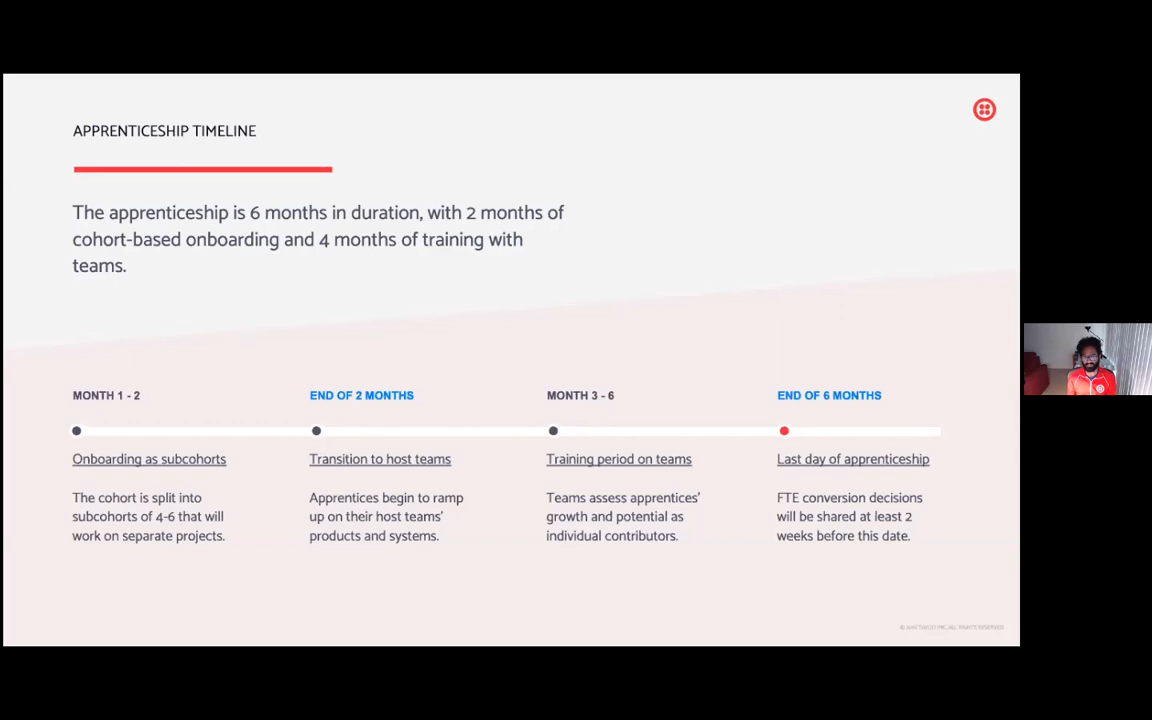 APPRENTICESHIP TIMELINE
The apprenticeship is 6 months in duration, with 2 months of
cohort-based onboarding and 4 months of training with
teams.
MONTH 1 - 2
END OF 2 MONTHS
MONTH 3 - 6
END OF 6 MONTHS
Onboarding as subcohorts
Transition to host teams
Training period on teams
Last day of apprenticeship
The cohort is split into
subcohorts of 4-6 that will
work on separate projects.
Apprentices begin to ramp
up on their host teams'
products and systems.
Teams assess apprentices'
growth and potential as
individual contributors.
FTE conversion decisions
will be shared at least 2
weeks before this date.